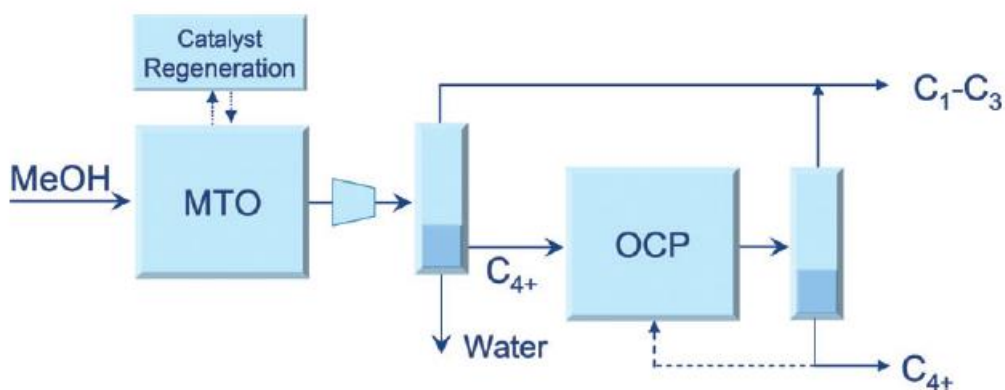 Catalyst
Regeneration
C₁-C₃
MeOH
MTO
OCP
C₄₊
Water
C₄₊